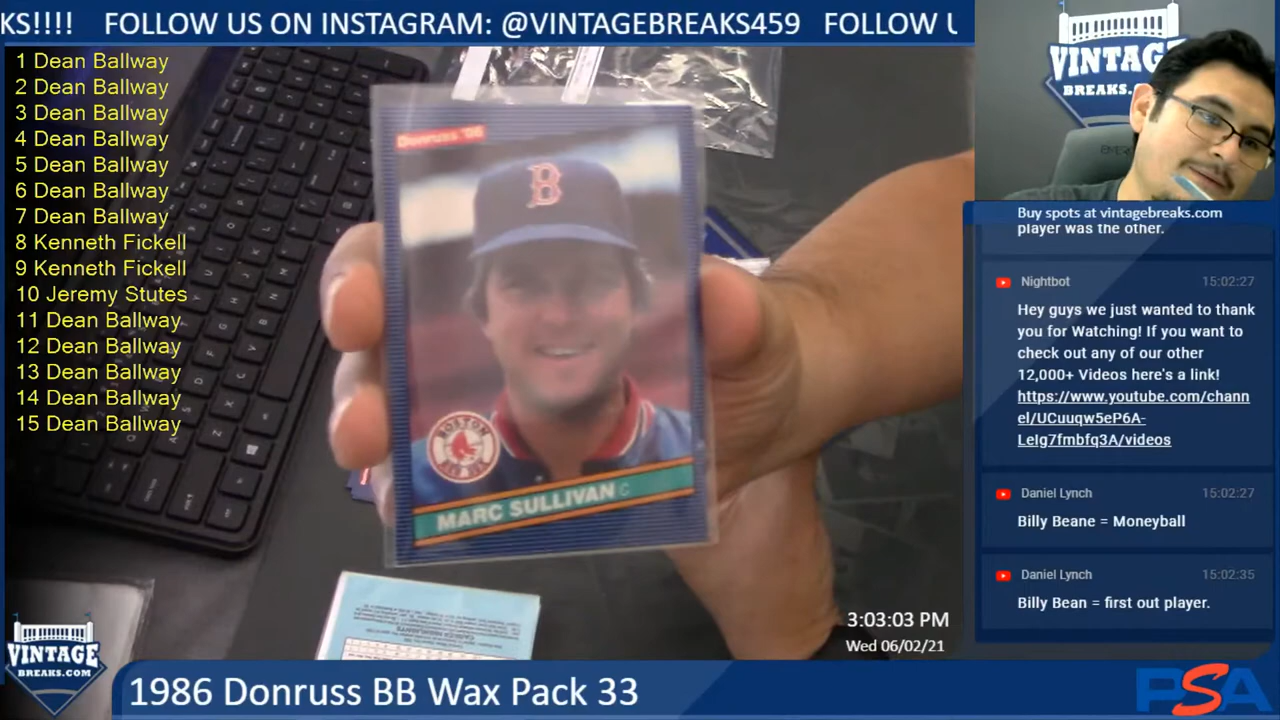 KS!!!! FOLLOW US ON INSTAGRAM: @VINTAGEBREAKS459 FOLLOW U
1 Dean Ballway
2 Dean Ballway
3 Dean Ballway
4 Dean Ballway
5 Dean Ballway
6 Dean Ballway
7 Dean Ballway
8 Kenneth Fickell
9 Kenneth Fickell
10 Jeremy Stutes
11 Dean Ballway
12 Dean Ballway
13 Dean Ballway
14 Dean Ballway
15 Dean Ballway
Donruss '86
B
BOSTON
RED SOX
MARC SULLIVAN C
CAREER HIGHLIGHTS
VINTAGE
BREAKS.
Buy spots at vintagebreaks.com
player was the other.
Nightbot 15:02:27
Hey guys we just wanted to thank
you for Watching! If you want to
check out any of our other
12,000+ Videos here's a link!
https://www.youtube.com/chann
el/UCuuqw5eP6A-
LeIg7fmbfq3A/videos
Daniel Lynch 15:02:27
Billy Beane = Moneyball
Daniel Lynch 15:02:35
Billy Bean = first out player.
3:03:03 PM
Wed 06/02/21
VINTAGE
BREAKS.COM
1986 Donruss BB Wax Pack 33
PSA